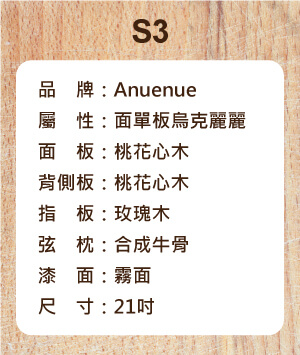 S3
品　牌：Anuenue
屬　性：面單板烏克麗麗
面　板：桃花心木
背側板：桃花心木
指　板：玫瑰木
弦　枕：合成牛骨
漆　面：霧面
尺　寸：21吋